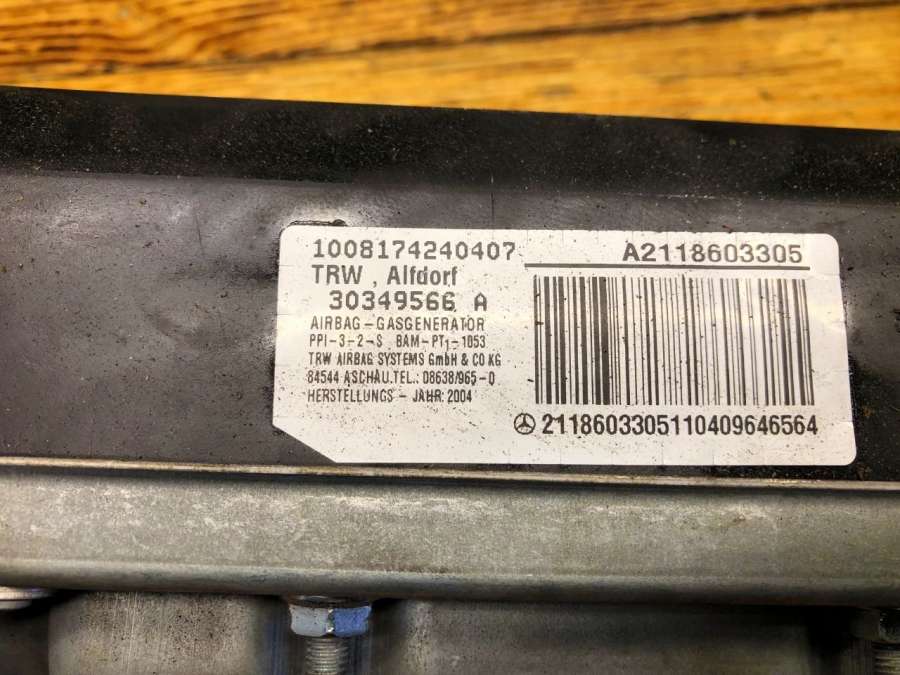 1008174240407
A2118603305
TRW , Alfdorf
30349566 A
AIRBAG-GASGENERATOR
PPI-3-2-S BAM-PT1-1053
TRW AIRBAG SYSTEMS GmbH & CO KG
84544 ASCHAU.TEL.: 08638/965-0
HERSTELLUNGS - JAHR: 2004
2118603305110409646564